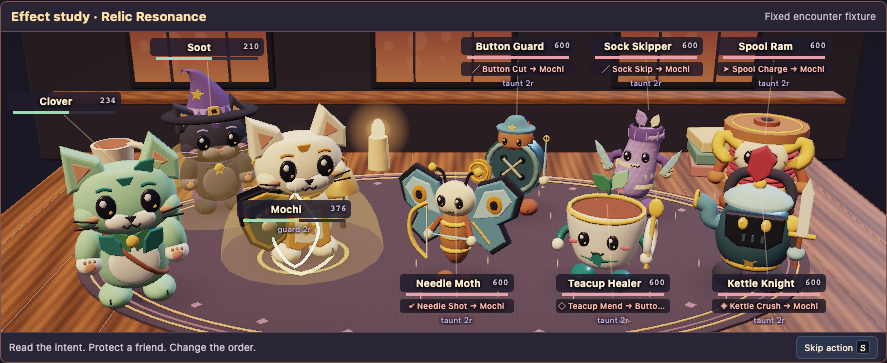 Effect study · Relic Resonance
Fixed encounter fixture
Soot 210
Button Guard 600
Button Cut → Mochi
taunt 2r
Sock Skipper 600
Sock Skip → Mochi
taunt 2r
Spool Ram 600
Spool Charge → Mochi
taunt 2r
Clover 234
Mochi 376
guard 2r
Needle Moth 600
Needle Shot → Mochi
taunt 2r
Teacup Healer 600
Teacup Mend → Butto...
taunt 2r
Kettle Knight 600
Kettle Crush → Mochi
taunt 2r
Read the intent. Protect a friend. Change the order.
Skip action S